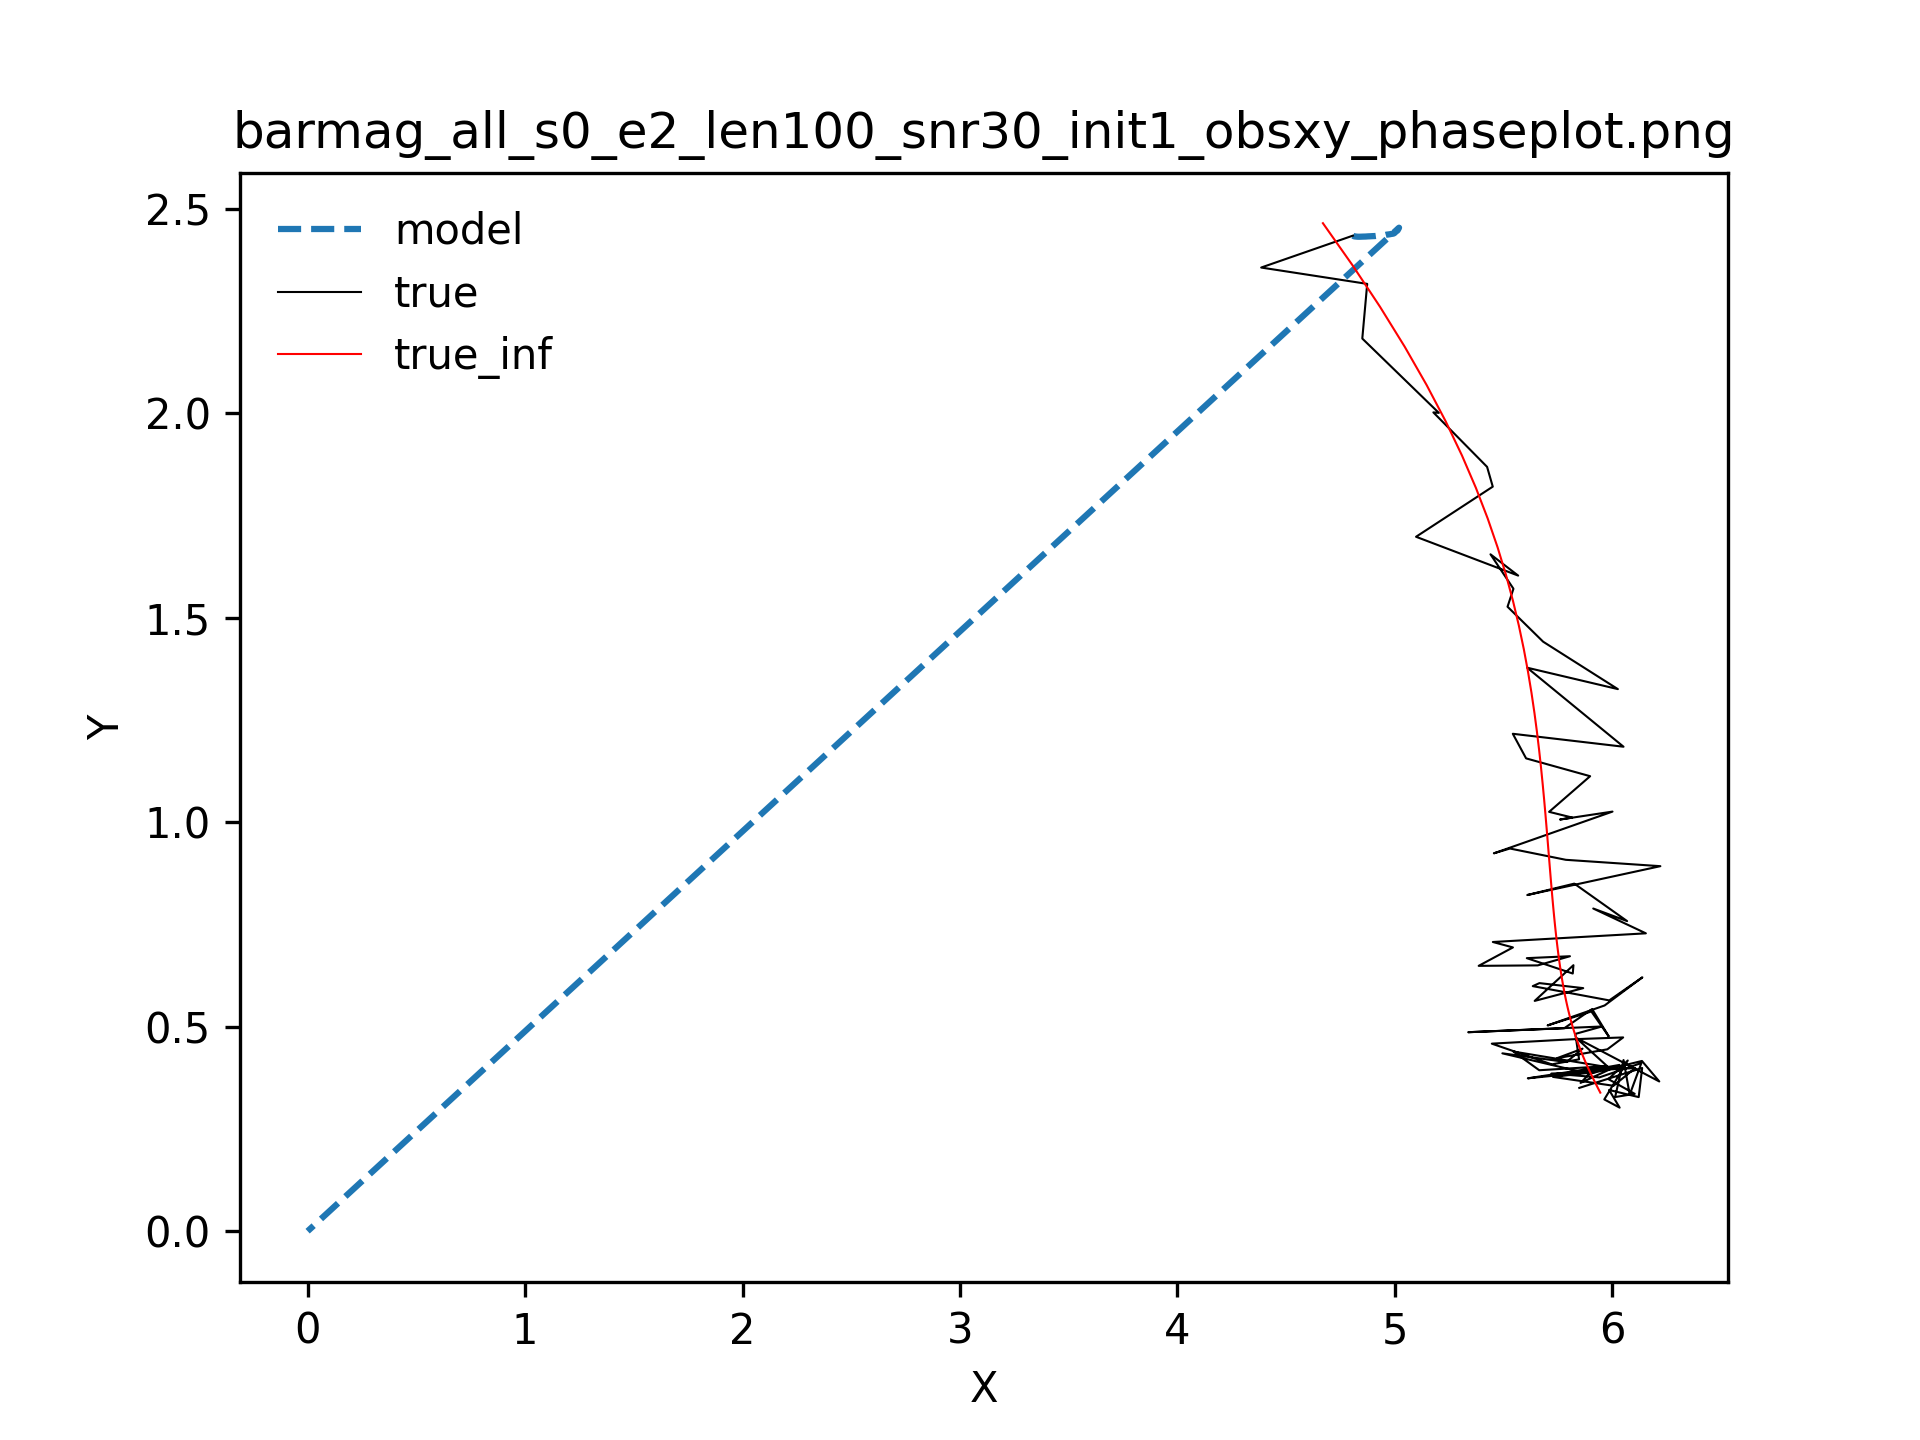 barmag_all_s0_e2_len100_snr30_init1_obsxy_phaseplot.png
model
true
true_inf
2.5
2.0
1.5
1.0
0.5
0.0
Y
0 1 2 3 4 5 6
X